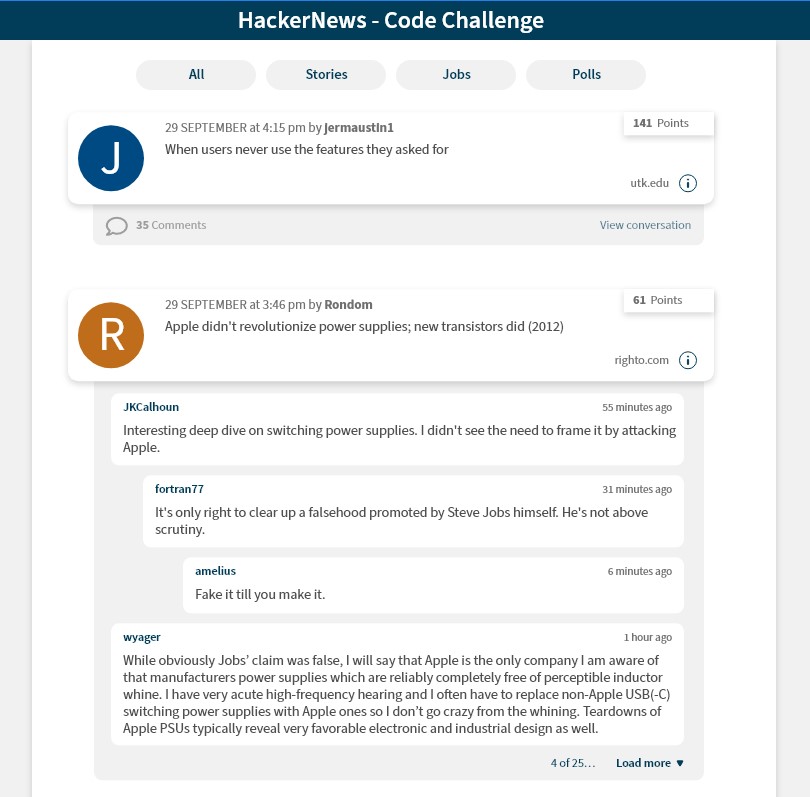 HackerNews - Code Challenge
All Stories Jobs Polls
29 SEPTEMBER at 4:15 pm by Jermaustin1
141 Points
J
When users never use the features they asked for
utk.edu i
35 Comments
View conversation
29 SEPTEMBER at 3:46 pm by Rondom
61 Points
R
Apple didn't revolutionize power supplies; new transistors did (2012)
righto.com i
JKCalhoun 55 minutes ago
Interesting deep dive on switching power supplies. I didn't see the need to frame it by attacking
Apple.
fortran77 31 minutes ago
It's only right to clear up a falsehood promoted by Steve Jobs himself. He's not above
scrutiny.
amelius 6 minutes ago
Fake it till you make it.
wyager 1 hour ago
While obviously Jobs’ claim was false, I will say that Apple is the only company I am aware of
that manufacturers power supplies which are reliably completely free of perceptible inductor
whine. I have very acute high-frequency hearing and I often have to replace non-Apple USB(-C)
switching power supplies with Apple ones so I don’t go crazy from the whining. Teardowns of
Apple PSUs typically reveal very favorable electronic and industrial design as well.
4 of 25... Load more ▼